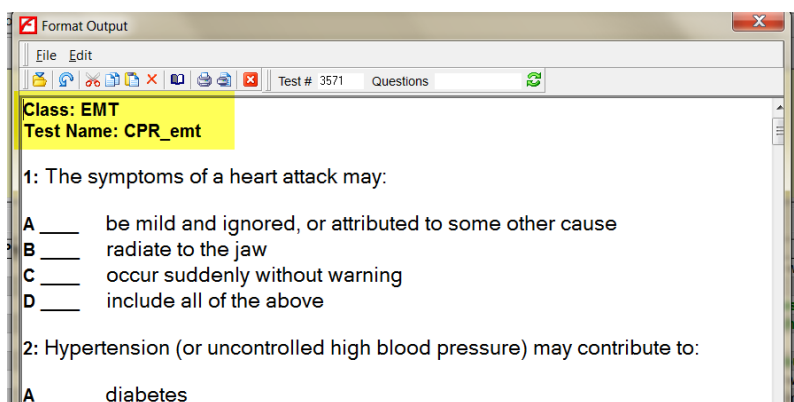 Format Output
File Edit
Test # 3571 Questions
Class: EMT
Test Name: CPR_emt
1: The symptoms of a heart attack may:
A ____ be mild and ignored, or attributed to some other cause
B ____ radiate to the jaw
C ____ occur suddenly without warning
D ____ include all of the above
2: Hypertension (or uncontrolled high blood pressure) may contribute to:
A ____ diabetes